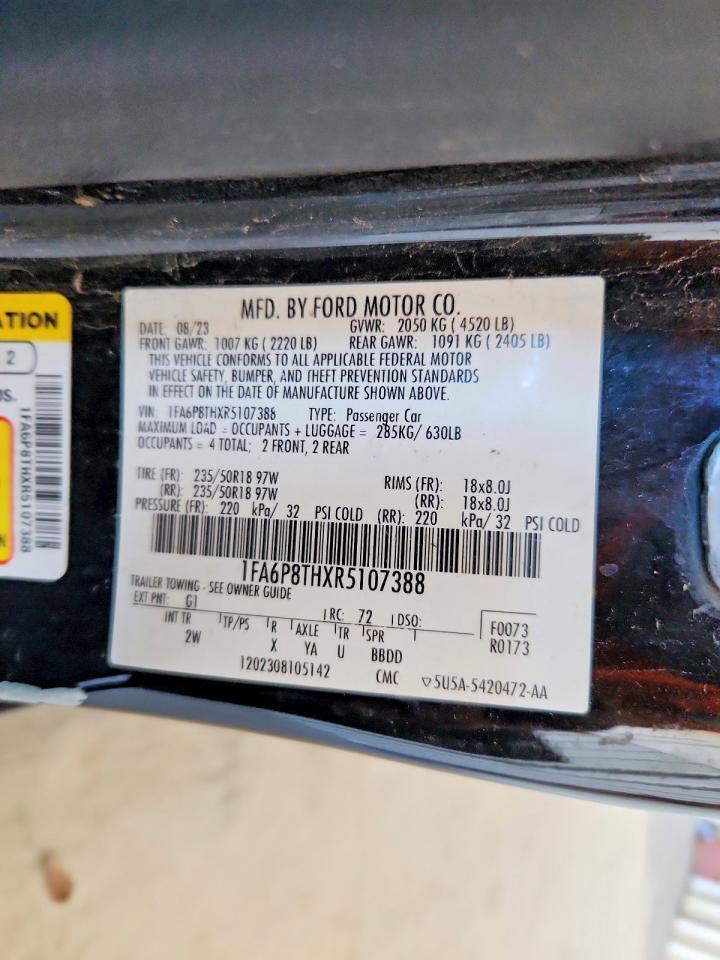 MFD. BY FORD MOTOR CO.
DATE: 08/23 GVWR: 2050 KG ( 4520 LB)
FRONT GAWR: 1007 KG ( 2220 LB) REAR GAWR: 1091 KG ( 2405 LB)
THIS VEHICLE CONFORMS TO ALL APPLICABLE FEDERAL MOTOR
VEHICLE SAFETY, BUMPER, AND THEFT PREVENTION STANDARDS
IN EFFECT ON THE DATE OF MANUFACTURE SHOWN ABOVE.
VIN: 1FA6P8THXR5107388 TYPE: Passenger Car
MAXIMUM LOAD = OCCUPANTS + LUGGAGE = 285KG/ 630LB
OCCUPANTS = 4 TOTAL; 2 FRONT, 2 REAR
TIRE (FR): 235/50R18 97W RIMS (FR): 18x8.0J
(RR): 235/50R18 97W (RR): 18x8.0J
PRESSURE (FR): 220 kPa/ 32 PSI COLD (RR): 220 kPa/ 32 PSI COLD
1FA6P8THXR5107388
TRAILER TOWING - SEE OWNER GUIDE
EXT PNT: G1 RC: 72 DSO: F0073
INT TR TP/PS R AXLE TR SPR R0173
2W X YA U BBDD
1202308105142 CMC ▽5U5A-5420472-AA
ATION
2
1FA6P8THXR5107388